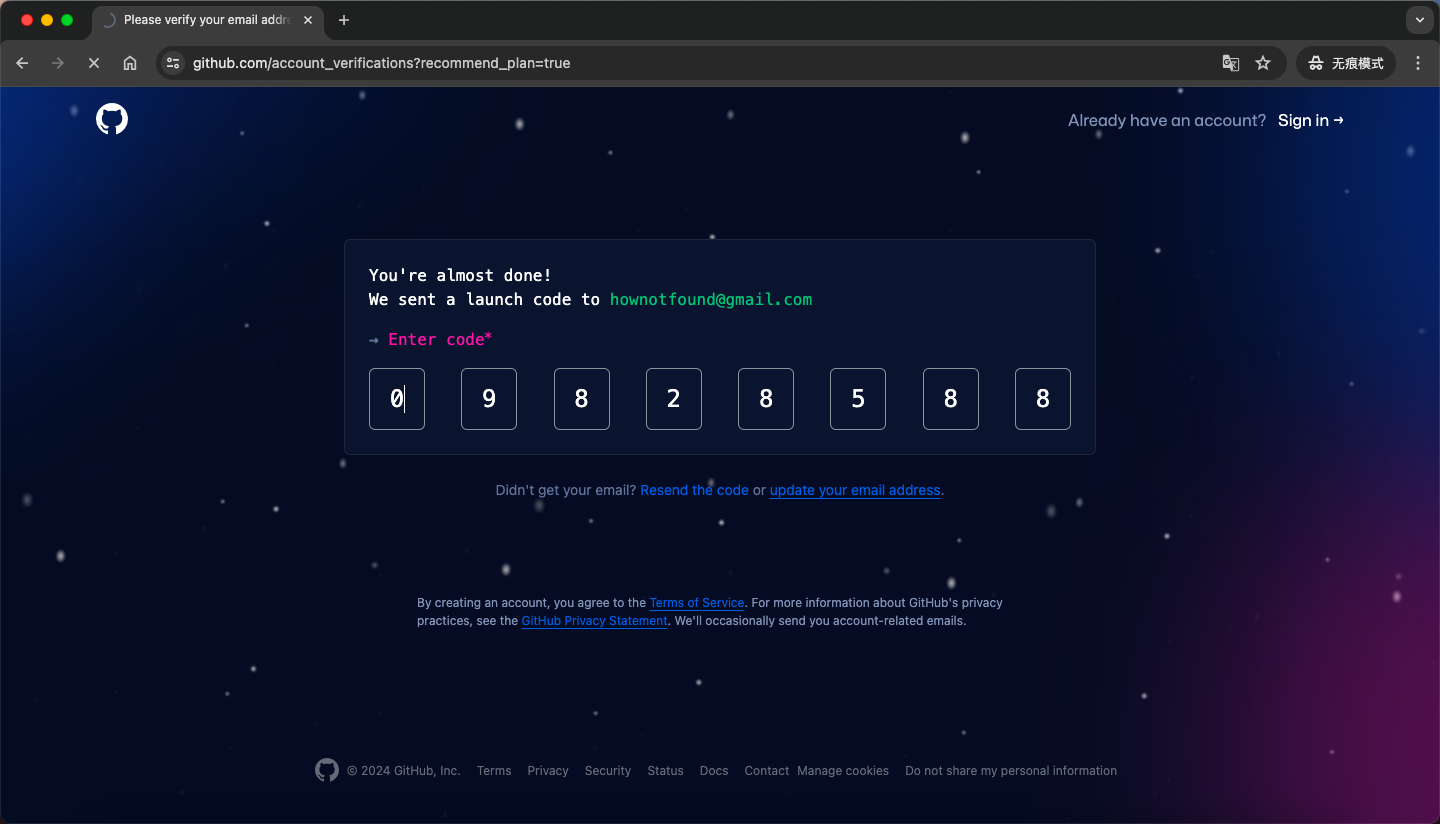 Please verify your email addre
github.com/account_verifications?recommend_plan=true
无痕模式
Already have an account? Sign in →
You're almost done!
We sent a launch code to hownotfound@gmail.com
→ Enter code*
0 9 8 2 8 5 8 8
Didn't get your email? Resend the code or update your email address.
By creating an account, you agree to the Terms of Service. For more information about GitHub's privacy
practices, see the GitHub Privacy Statement. We'll occasionally send you account-related emails.
© 2024 GitHub, Inc. Terms Privacy Security Status Docs Contact Manage cookies Do not share my personal information